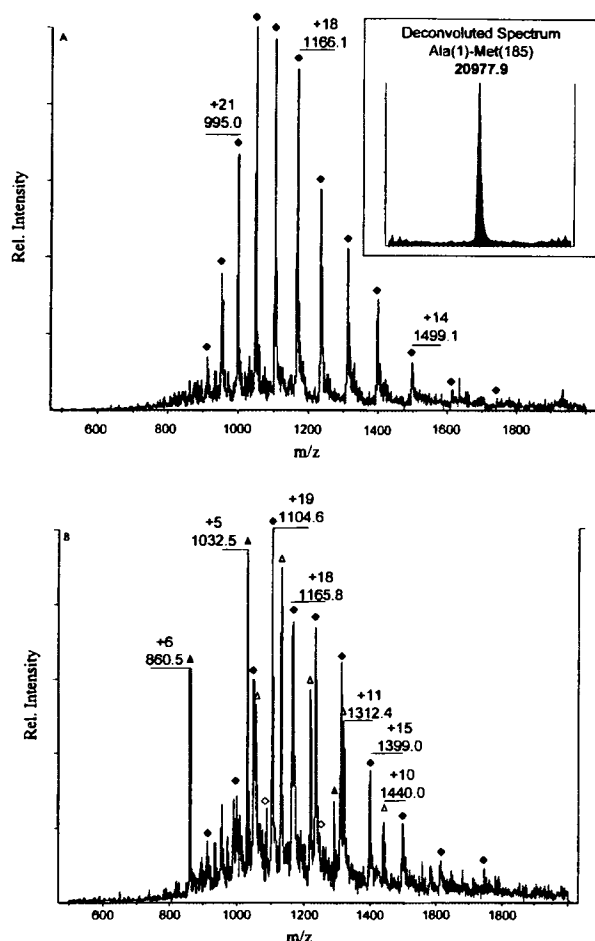 A
Deconvoluted Spectrum
Ala(1)-Met(185)
20977.9
+18
1166.1
+21
995.0
+14
1499.1
Rel. Intensity
600 800 1000 1200 1400 1600 1800
m/z
B
+19
1104.6
+5
1032.5
+18
1165.8
+6
860.5
+11
1312.4
+15
1399.0
+10
1440.0
Rel. Intensity
600 800 1000 1200 1400 1600 1800
m/z